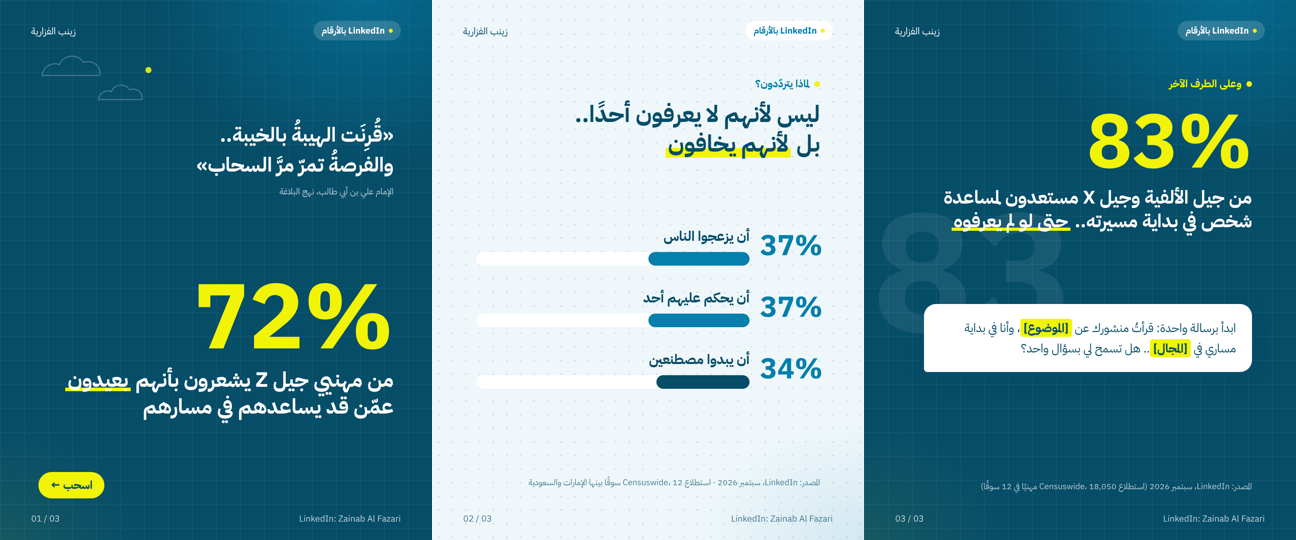 LinkedIn بالأرقام
زينب الفزارية
«قُرِنَت الهيبةُ بالخيبة..
والفرصةُ تمرّ مرَّ السحاب»
الإمام علي بن أبي طالب، نهج البلاغة
72%
من مهنيي جيل Z يشعرون بأنهم بعيدون
عمّن قد يساعدهم في مسارهم
اسحب ←
01 / 03
LinkedIn: Zainab Al Fazari
LinkedIn بالأرقام
زينب الفزارية
لماذا يتردّدون؟
ليس لأنهم لا يعرفون أحدًا..
بل لأنهم يخافون
37%
أن يزعجوا الناس
37%
أن يحكم عليهم أحد
34%
أن يبدوا مصطنعين
المصدر: LinkedIn، سبتمبر 2026 · استطلاع Censuswide، 12 سوقًا بينها الإمارات والسعودية
02 / 03
LinkedIn: Zainab Al Fazari
LinkedIn بالأرقام
زينب الفزارية
وعلى الطرف الآخر
83%
من جيل الألفية وجيل X مستعدون لمساعدة
شخص في بداية مسيرته.. حتى لو لم يعرفوه
83
ابدأ برسالة واحدة: قرأتُ منشورك عن [الموضوع]، وأنا في بداية
مساري في [المجال].. هل تسمح لي بسؤال واحد؟
المصدر: LinkedIn، سبتمبر 2026 (استطلاع Censuswide، 18,050 مهنيًا في 12 سوقًا)
03 / 03
LinkedIn: Zainab Al Fazari